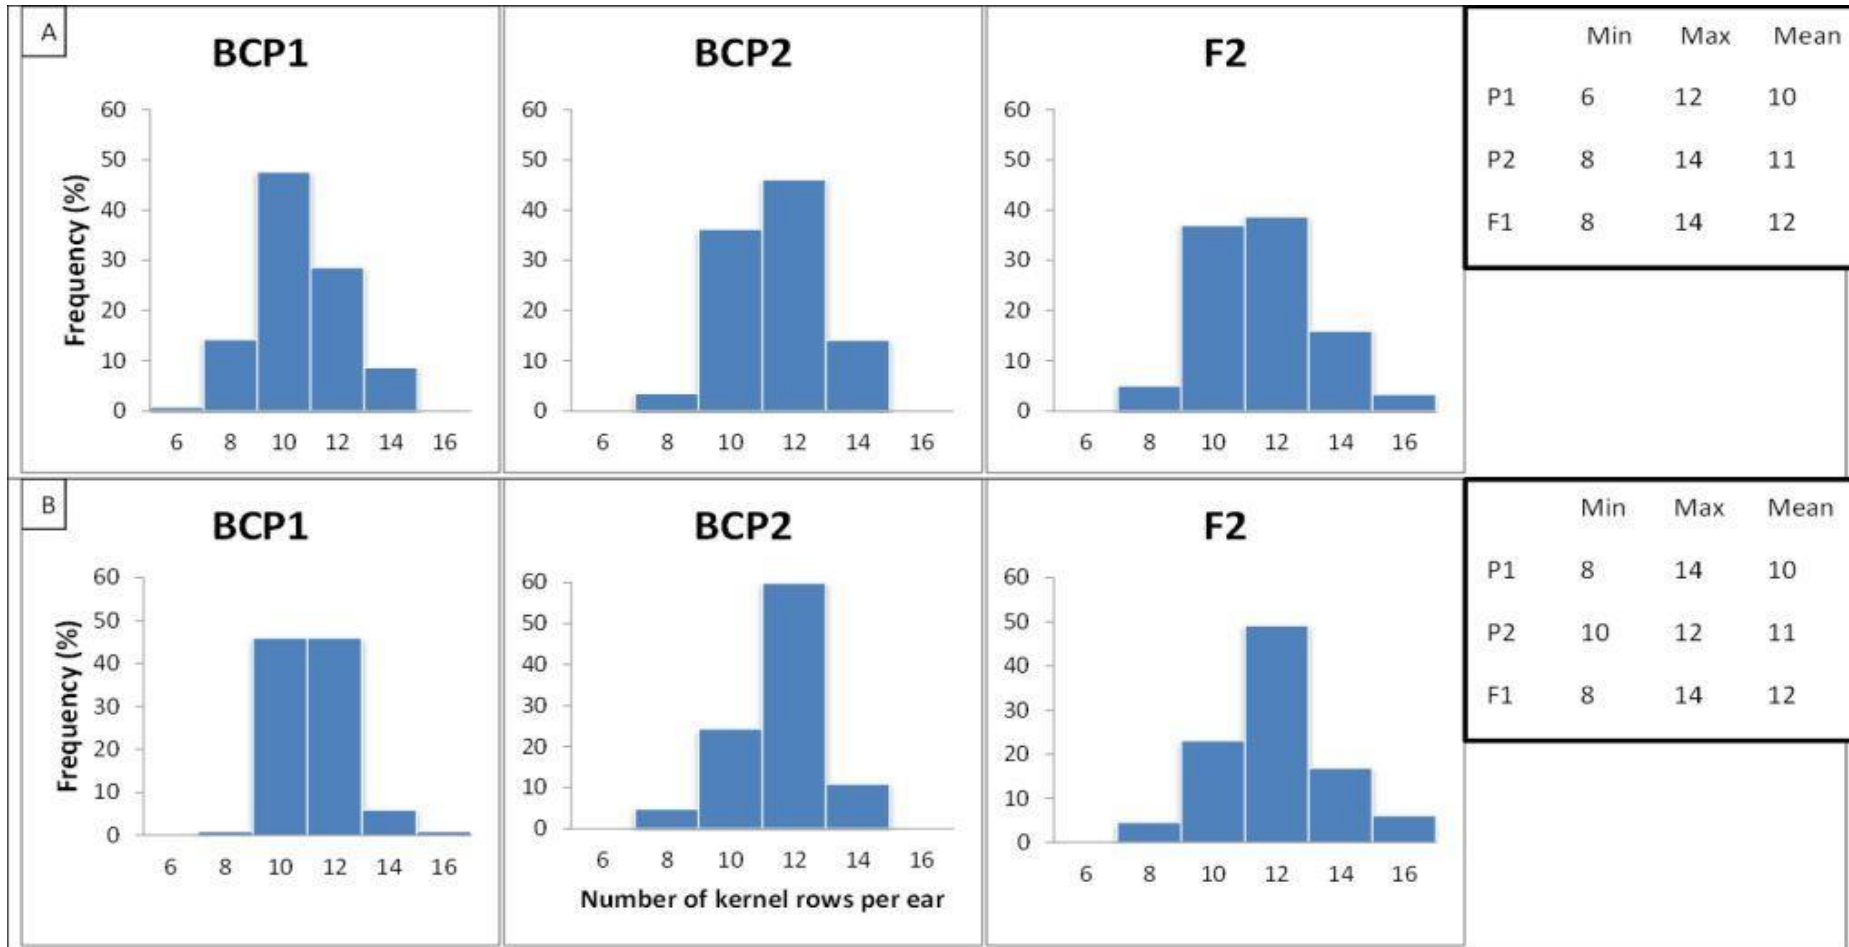 A
BCP1
BCP2
F2
Frequency (%)
60
50
40
30
20
10
0
6 8 10 12 14 16
60
50
40
30
20
10
0
6 8 10 12 14 16
60
50
40
30
20
10
0
6 8 10 12 14 16
Min Max Mean
P1 6 12 10
P2 8 14 11
F1 8 14 12
B
BCP1
BCP2
F2
Frequency (%)
60
50
40
30
20
10
0
6 8 10 12 14 16
60
50
40
30
20
10
0
6 8 10 12 14 16
Number of kernel rows per ear
60
50
40
30
20
10
0
6 8 10 12 14 16
Min Max Mean
P1 8 14 10
P2 10 12 11
F1 8 14 12